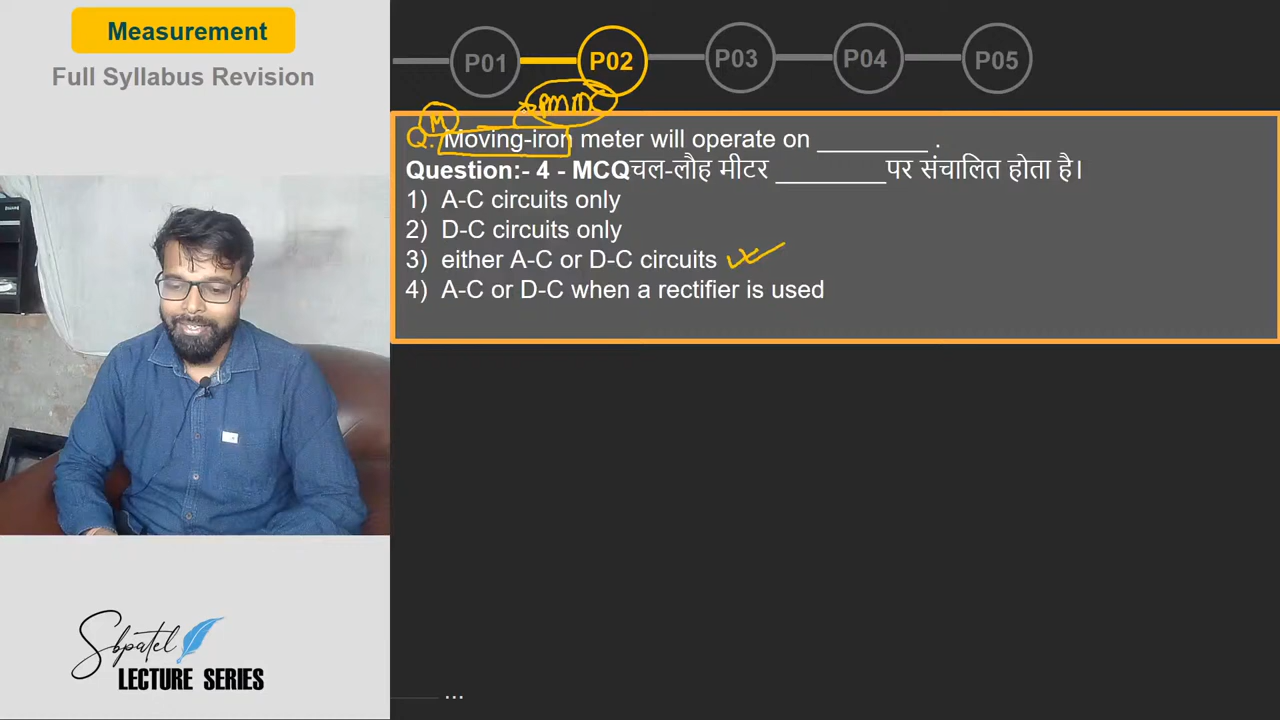 Measurement
Full Syllabus Revision
P01
P02
P03
P04
P05
PMMC
M
Q. Moving-iron meter will operate on _________ .
Question:- 4 - MCQचल-लौह मीटर _________पर संचालित होता है।
1) A-C circuits only
2) D-C circuits only
3) either A-C or D-C circuits
4) A-C or D-C when a rectifier is used
Sbpatel
LECTURE SERIES
...